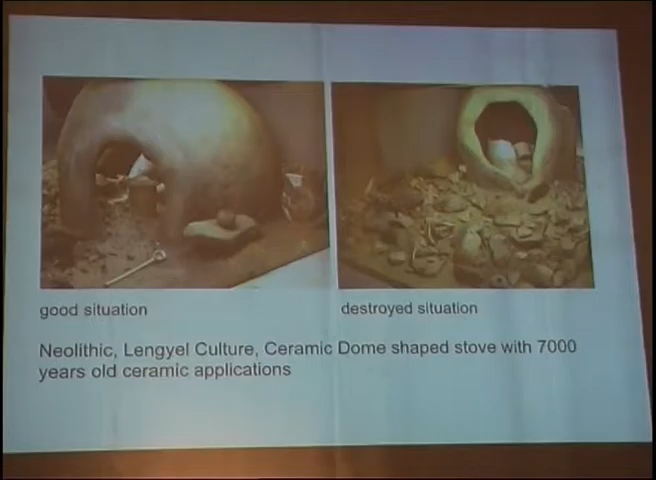 good situation
destroyed situation
Neolithic, Lengyel Culture, Ceramic Dome shaped stove with 7000
years old ceramic applications